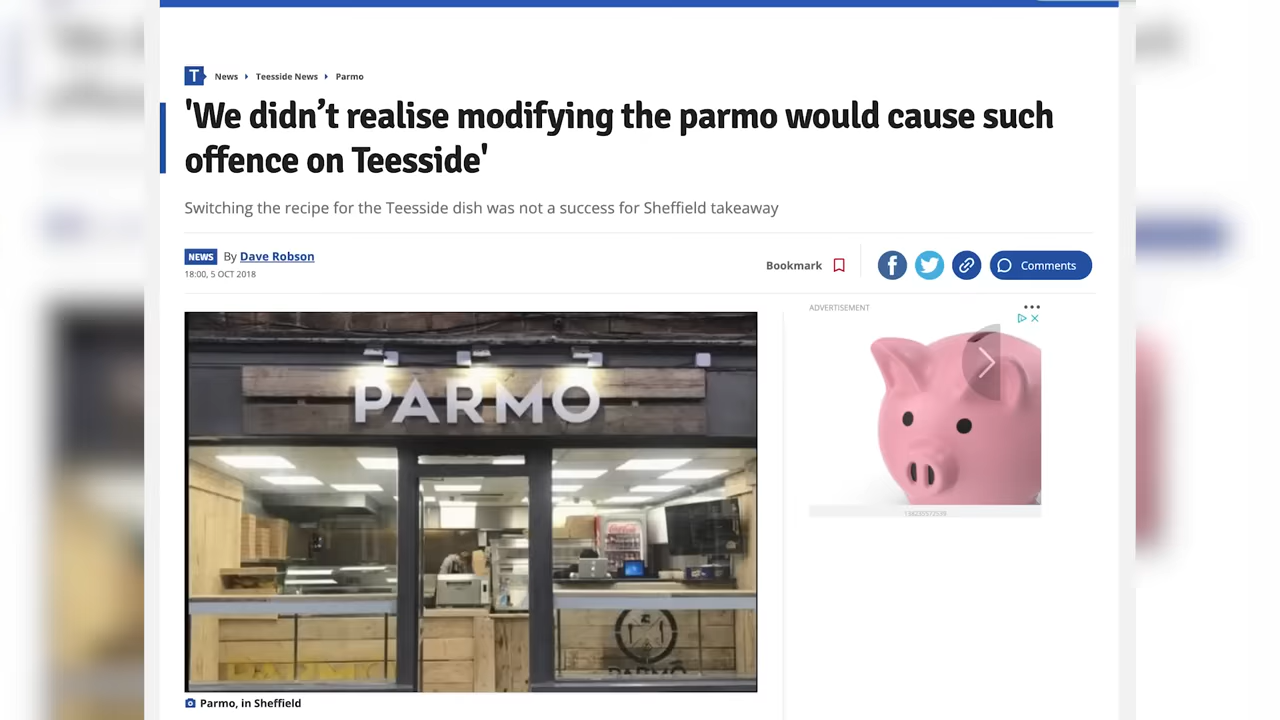 T News Teesside News Parmo
'We didn’t realise modifying the parmo would cause such
offence on Teesside'
Switching the recipe for the Teesside dish was not a success for Sheffield takeaway
NEWS By Dave Robson
18:00, 5 OCT 2018
Bookmark
Comments
ADVERTISEMENT
PARMO
PARMO
Parmo, in Sheffield